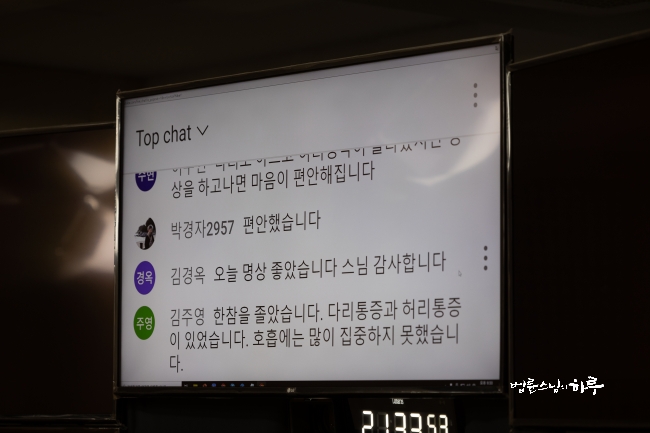 Top chat
상을 하고나면 마음이 편안해집니다
박경자2957 편안했습니다
경옥 김경옥 오늘 명상 좋았습니다 스님 감사합니다
주영 김주영 한참을 졸았습니다. 다리통증과 허리통증
이 있었습니다. 호흡에는 많이 집중하지 못했습니
다.
LG
법륜스님의하루
21:33 53